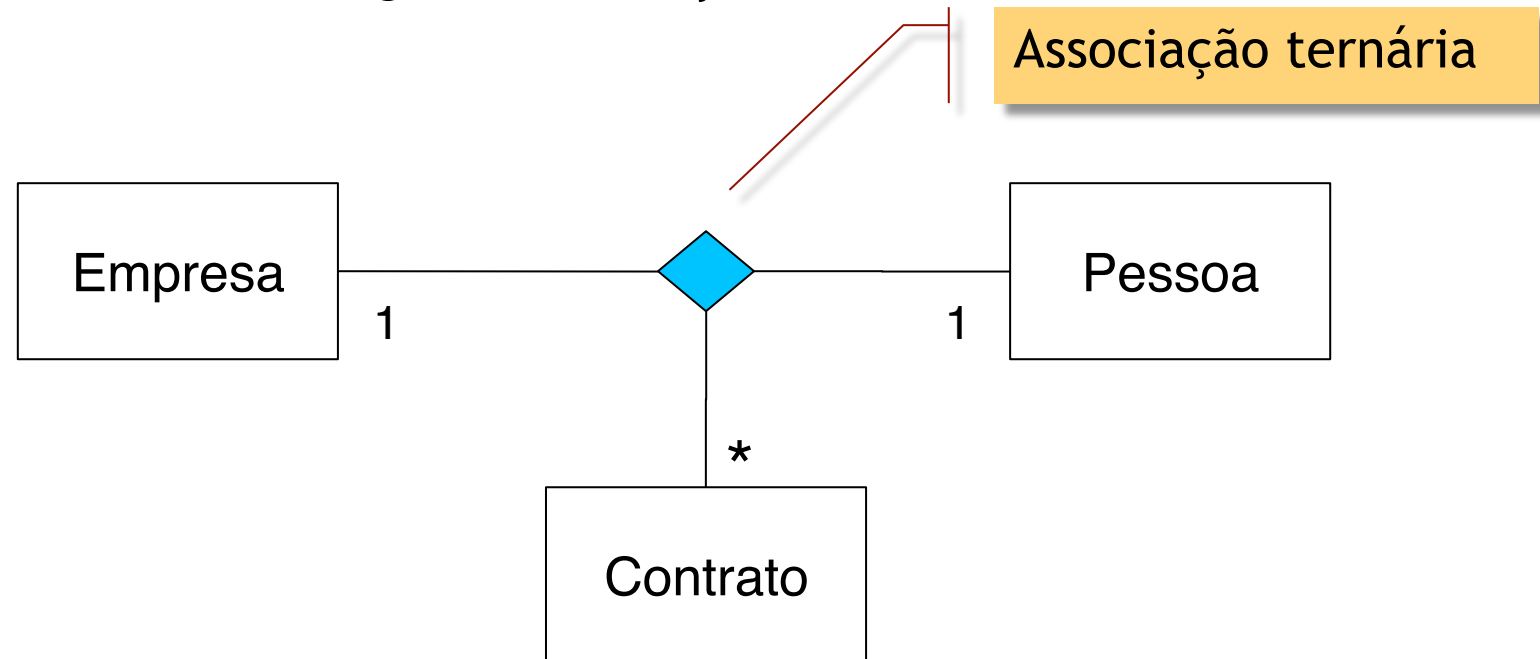 Associação ternária
Empresa
Pessoa
1
1
*
Contrato